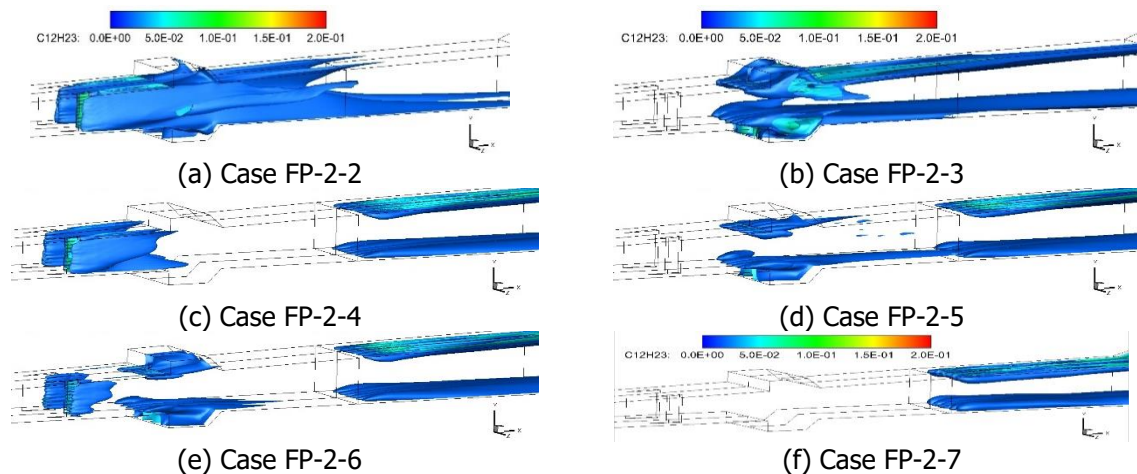 0.0E+00 5.0E-02 1.0E-01 1.5E-01 2.0E-01
C12H23:
Y
Z X
(a) Case FP-2-2
C12H23: 0.0E+00 5.0E-02 1.0E-01 1.5E-01 2.0E-01
Y
Z X
(b) Case FP-2-3
Y
Z X
(c) Case FP-2-4
Y
Z X
(d) Case FP-2-5
Y
Z X
(e) Case FP-2-6
C12H23: 0.0E+00 5.0E-02 1.0E-01 1.5E-01 2.0E-01
Y
Z X
(f) Case FP-2-7